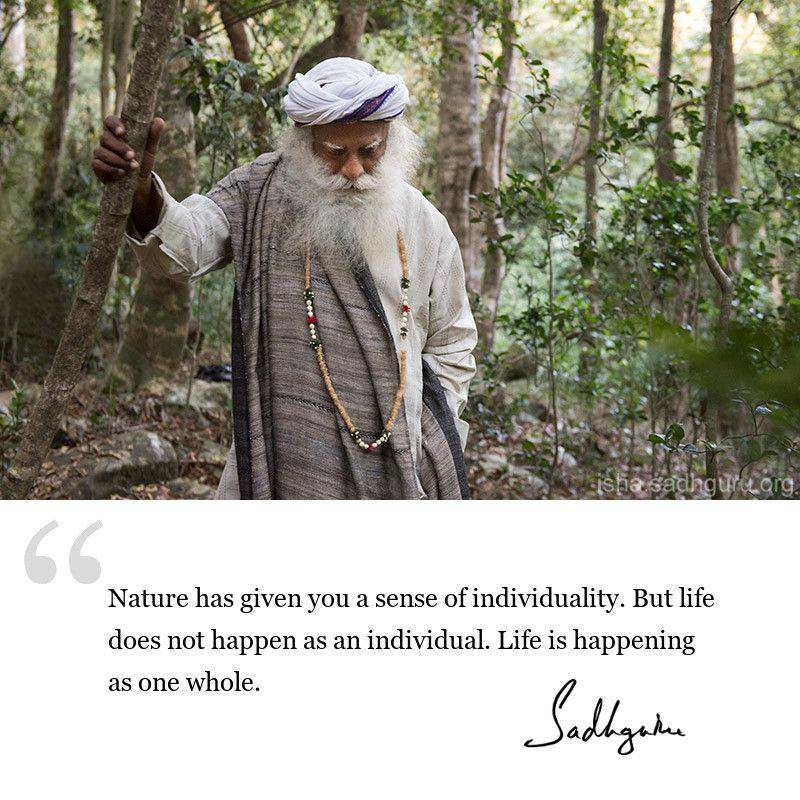 isha.sadhguru.org
Nature has given you a sense of individuality. But life
does not happen as an individual. Life is happening
as one whole.
Sadhguru